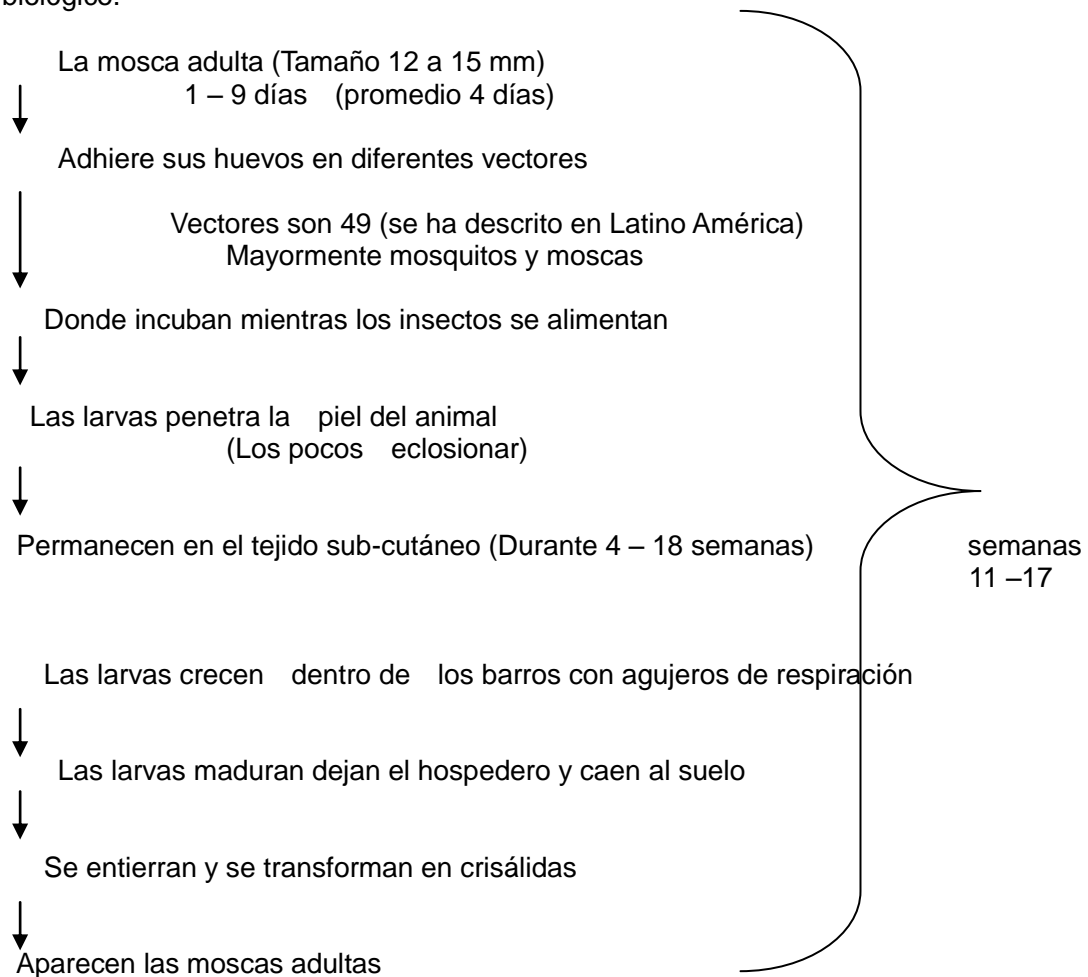 biológico.
La mosca adulta (Tamaño 12 a 15 mm)
1 – 9 días (promedio 4 días)
Adhiere sus huevos en diferentes vectores
Vectores son 49 (se ha descrito en Latino América)
Mayormente mosquitos y moscas
Donde incuban mientras los insectos se alimentan
Las larvas penetra la piel del animal
(Los pocos eclosionar)
Permanecen en el tejido sub-cutáneo (Durante 4 – 18 semanas)
semanas
11 –17
Las larvas crecen dentro de los barros con agujeros de respiración
Las larvas maduran dejan el hospedero y caen al suelo
Se entierran y se transforman en crisálidas
Aparecen las moscas adultas